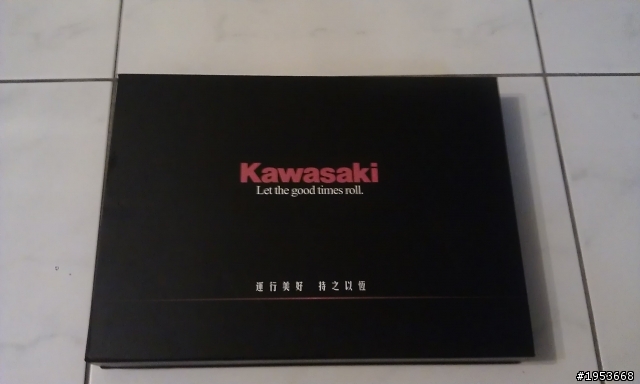 Kawasaki
Let the good times roll.
運行美好 持之以恆
#1953668